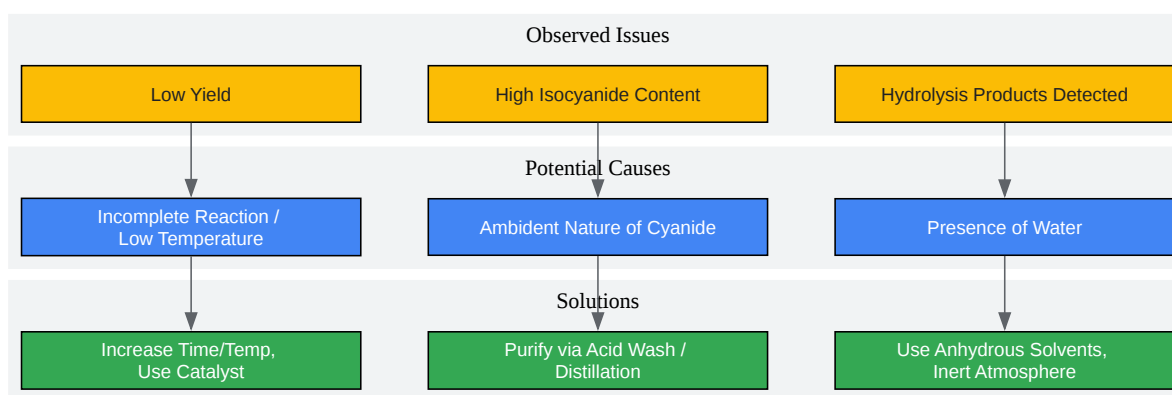 Observed Issues
Low Yield
High Isocyanide Content
Hydrolysis Products Detected
Potential Causes
Incomplete Reaction /
Low Temperature
Ambident Nature of Cyanide
Presence of Water
Solutions
Increase Time/Temp,
Use Catalyst
Purify via Acid Wash /
Distillation
Use Anhydrous Solvents,
Inert Atmosphere